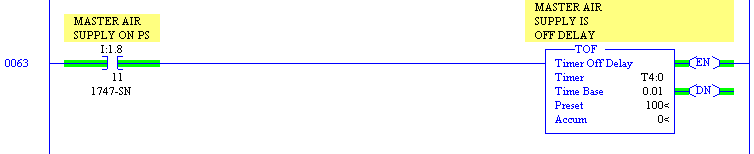 MASTER AIR
SUPPLY ON PS
I:1.8
11
1747-SN
0063
MASTER AIR
SUPPLY IS
OFF DELAY
TOF
Timer Off Delay
Timer T4:0
Time Base 0.01
Preset 100<
Accum 0<
EN
DN